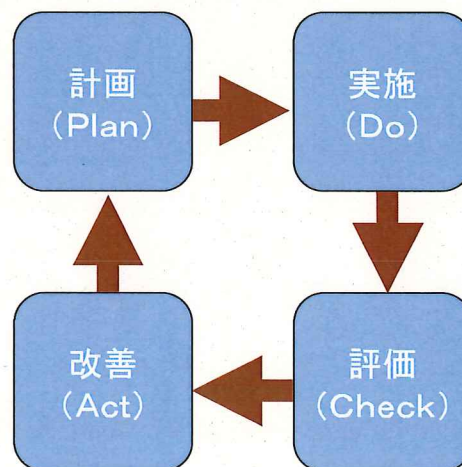 計画
(Plan)
実施
(Do)
評価
(Check)
改善
(Act)